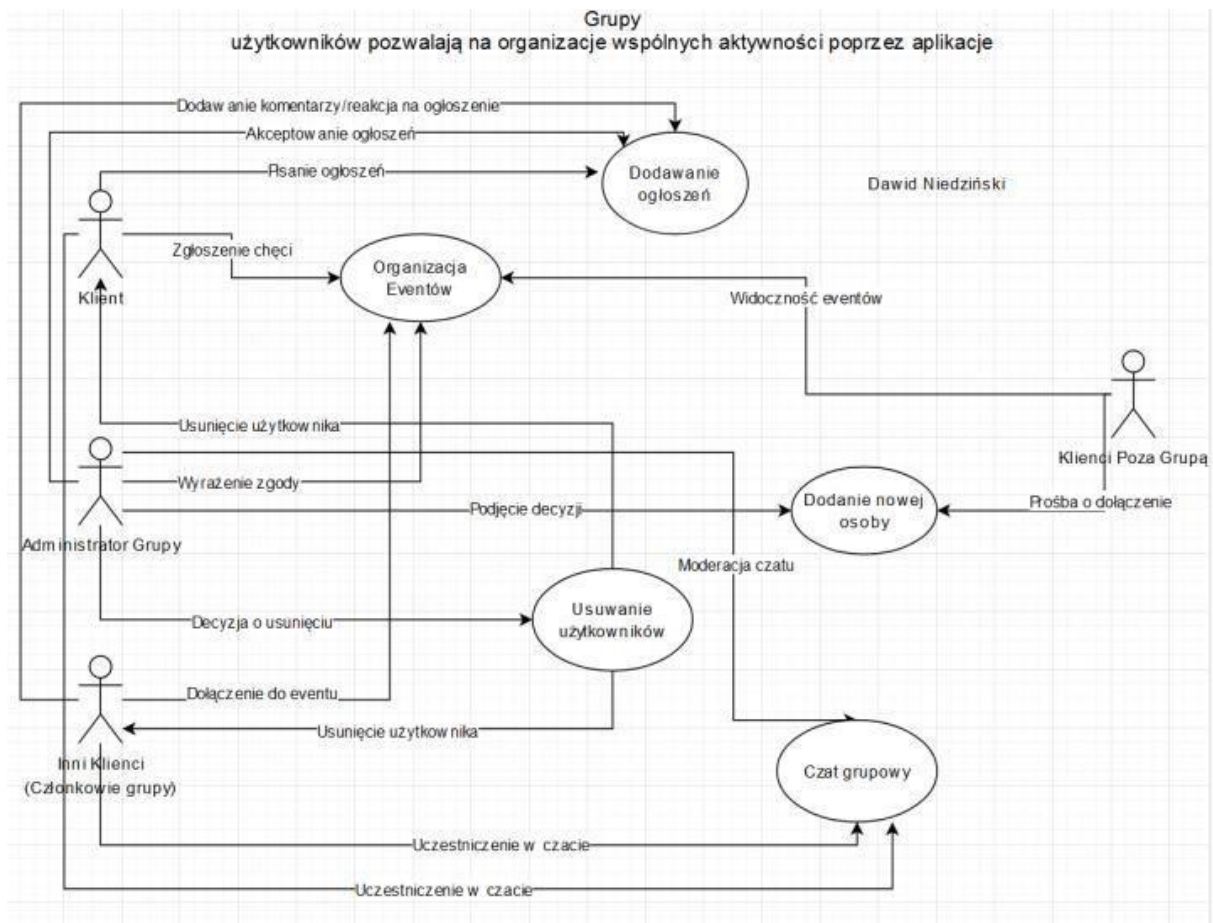 Grupy
użytkowników pozwalają na organizacje wspólnych aktywności poprzez aplikacje
Dodawanie komentarzy/reakcja na ogłoszenie
Akceptowanie ogłoszeń
Pisanie ogłoszeń
Dodawanie
ogłoszeń
Dawid Niedziński
Zgłoszenie chęci
Organizacja
Eventów
Klient
Widoczność eventów
Usunięcie użytkownika
Klienci Poza Grupą
Wyrażenie zgody
Podjęcie decyzji
Dodanie nowej
osoby
Prośba o dołączenie
Administrator Grupy
Moderacja czatu
Usuwanie
użytkowników
Decyzja o usunięciu
Dołączenie do eventu
Usunięcie użytkownika
Inni Klienci
(Członkowie grupy)
Czat grupowy
Uczestniczenie w czacie
Uczestniczenie w czacie